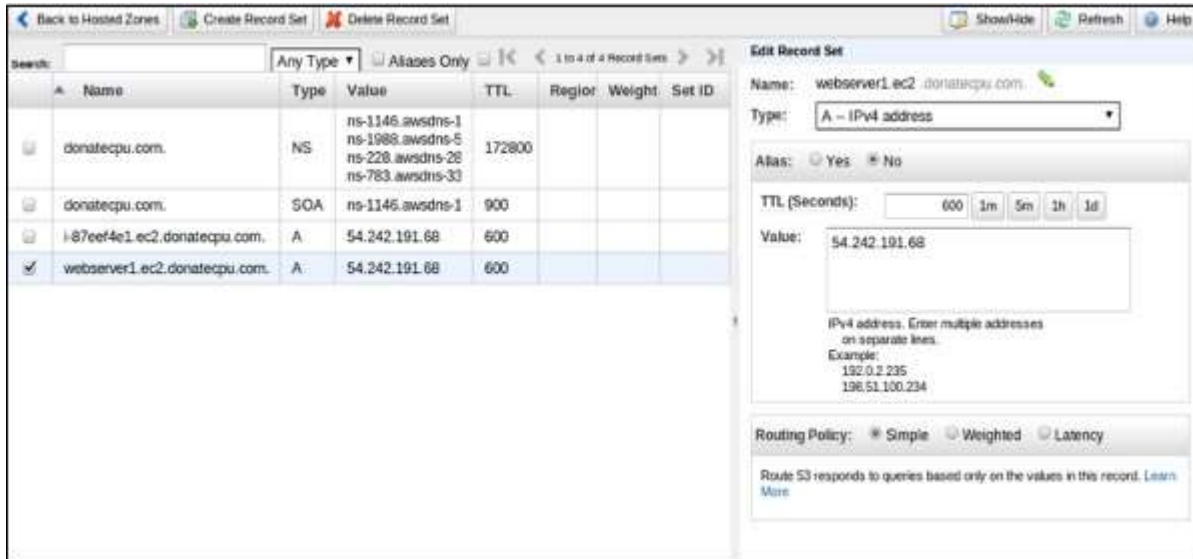 Back to Hosted Zones Create Record Set Delete Record Set Show/Hide Refresh Help
Search: Any Type Aliases Only 1 to 4 of 4 Record Sets
Name Type Value TTL Region Weight Set ID
donatecpu.com. NS ns-1146.awsdns-1 172800
ns-1988.awsdns-5
ns-228.awsdns-28
ns-783.awsdns-33
donatecpu.com. SOA ns-1146.awsdns-1 900
i-87eef4e1.ec2.donatecpu.com. A 54.242.191.68 600
webserver1.ec2.donatecpu.com. A 54.242.191.68 600
Edit Record Set
Name: webserver1.ec2 .donatecpu.com.
Type: A – IPv4 address
Alias: Yes No
TTL (Seconds): 600 1m 5m 1h 1d
Value: 54.242.191.68
IPv4 address. Enter multiple addresses
on separate lines.
Example:
192.0.2.235
198.51.100.234
Routing Policy: Simple Weighted Latency
Route 53 responds to queries based only on the values in this record. Learn
More